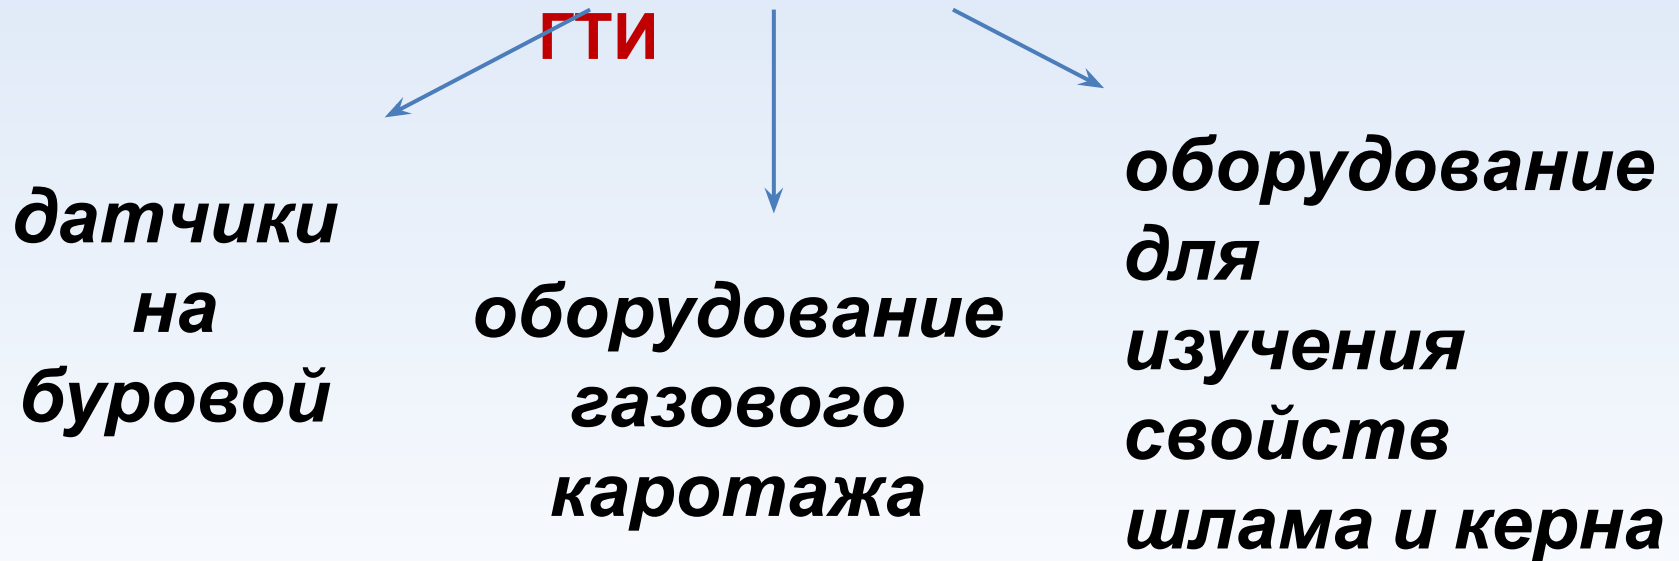 ГТИ
датчики
на
буровой
оборудование
газового
каротажа
оборудование
для
изучения
свойств
шлама и керна